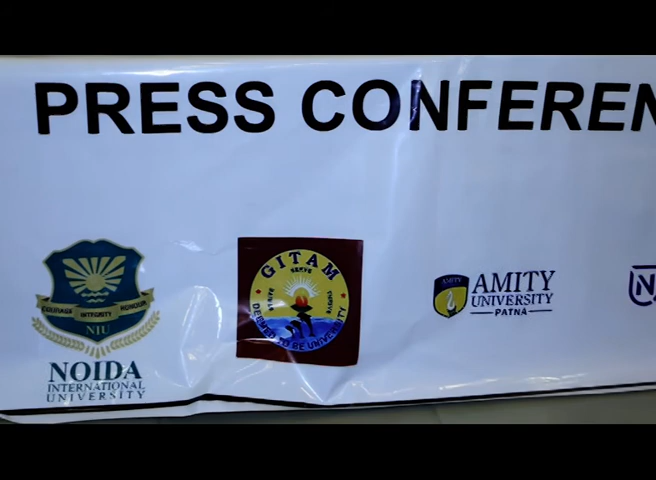 PRESS CONFEREN
COURAGE INTEGRITY HONOUR
NIU
NOIDA
INTERNATIONAL
UNIVERSITY
GITAM
DEEMED TO BE UNIVERSITY
AMITY
AMITY
UNIVERSITY
PATNA
N